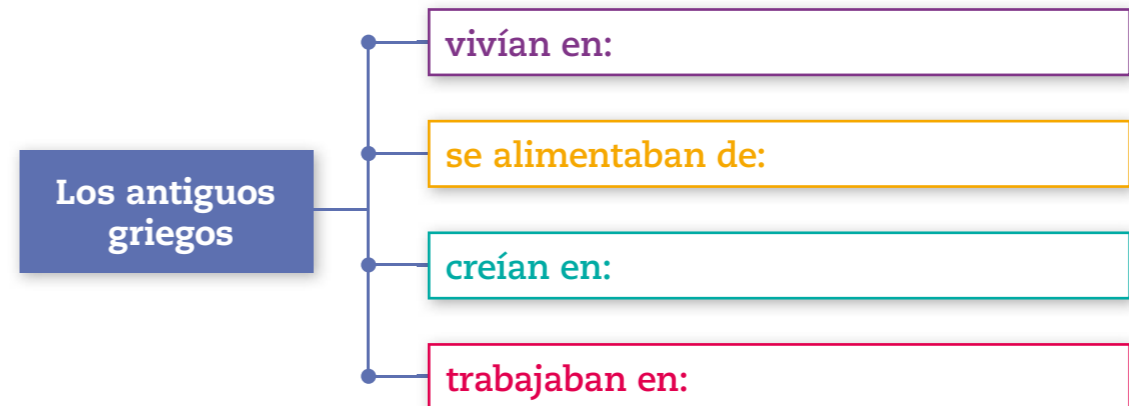 Los antiguos
griegos
vivían en:
se alimentaban de:
creían en:
trabajaban en: